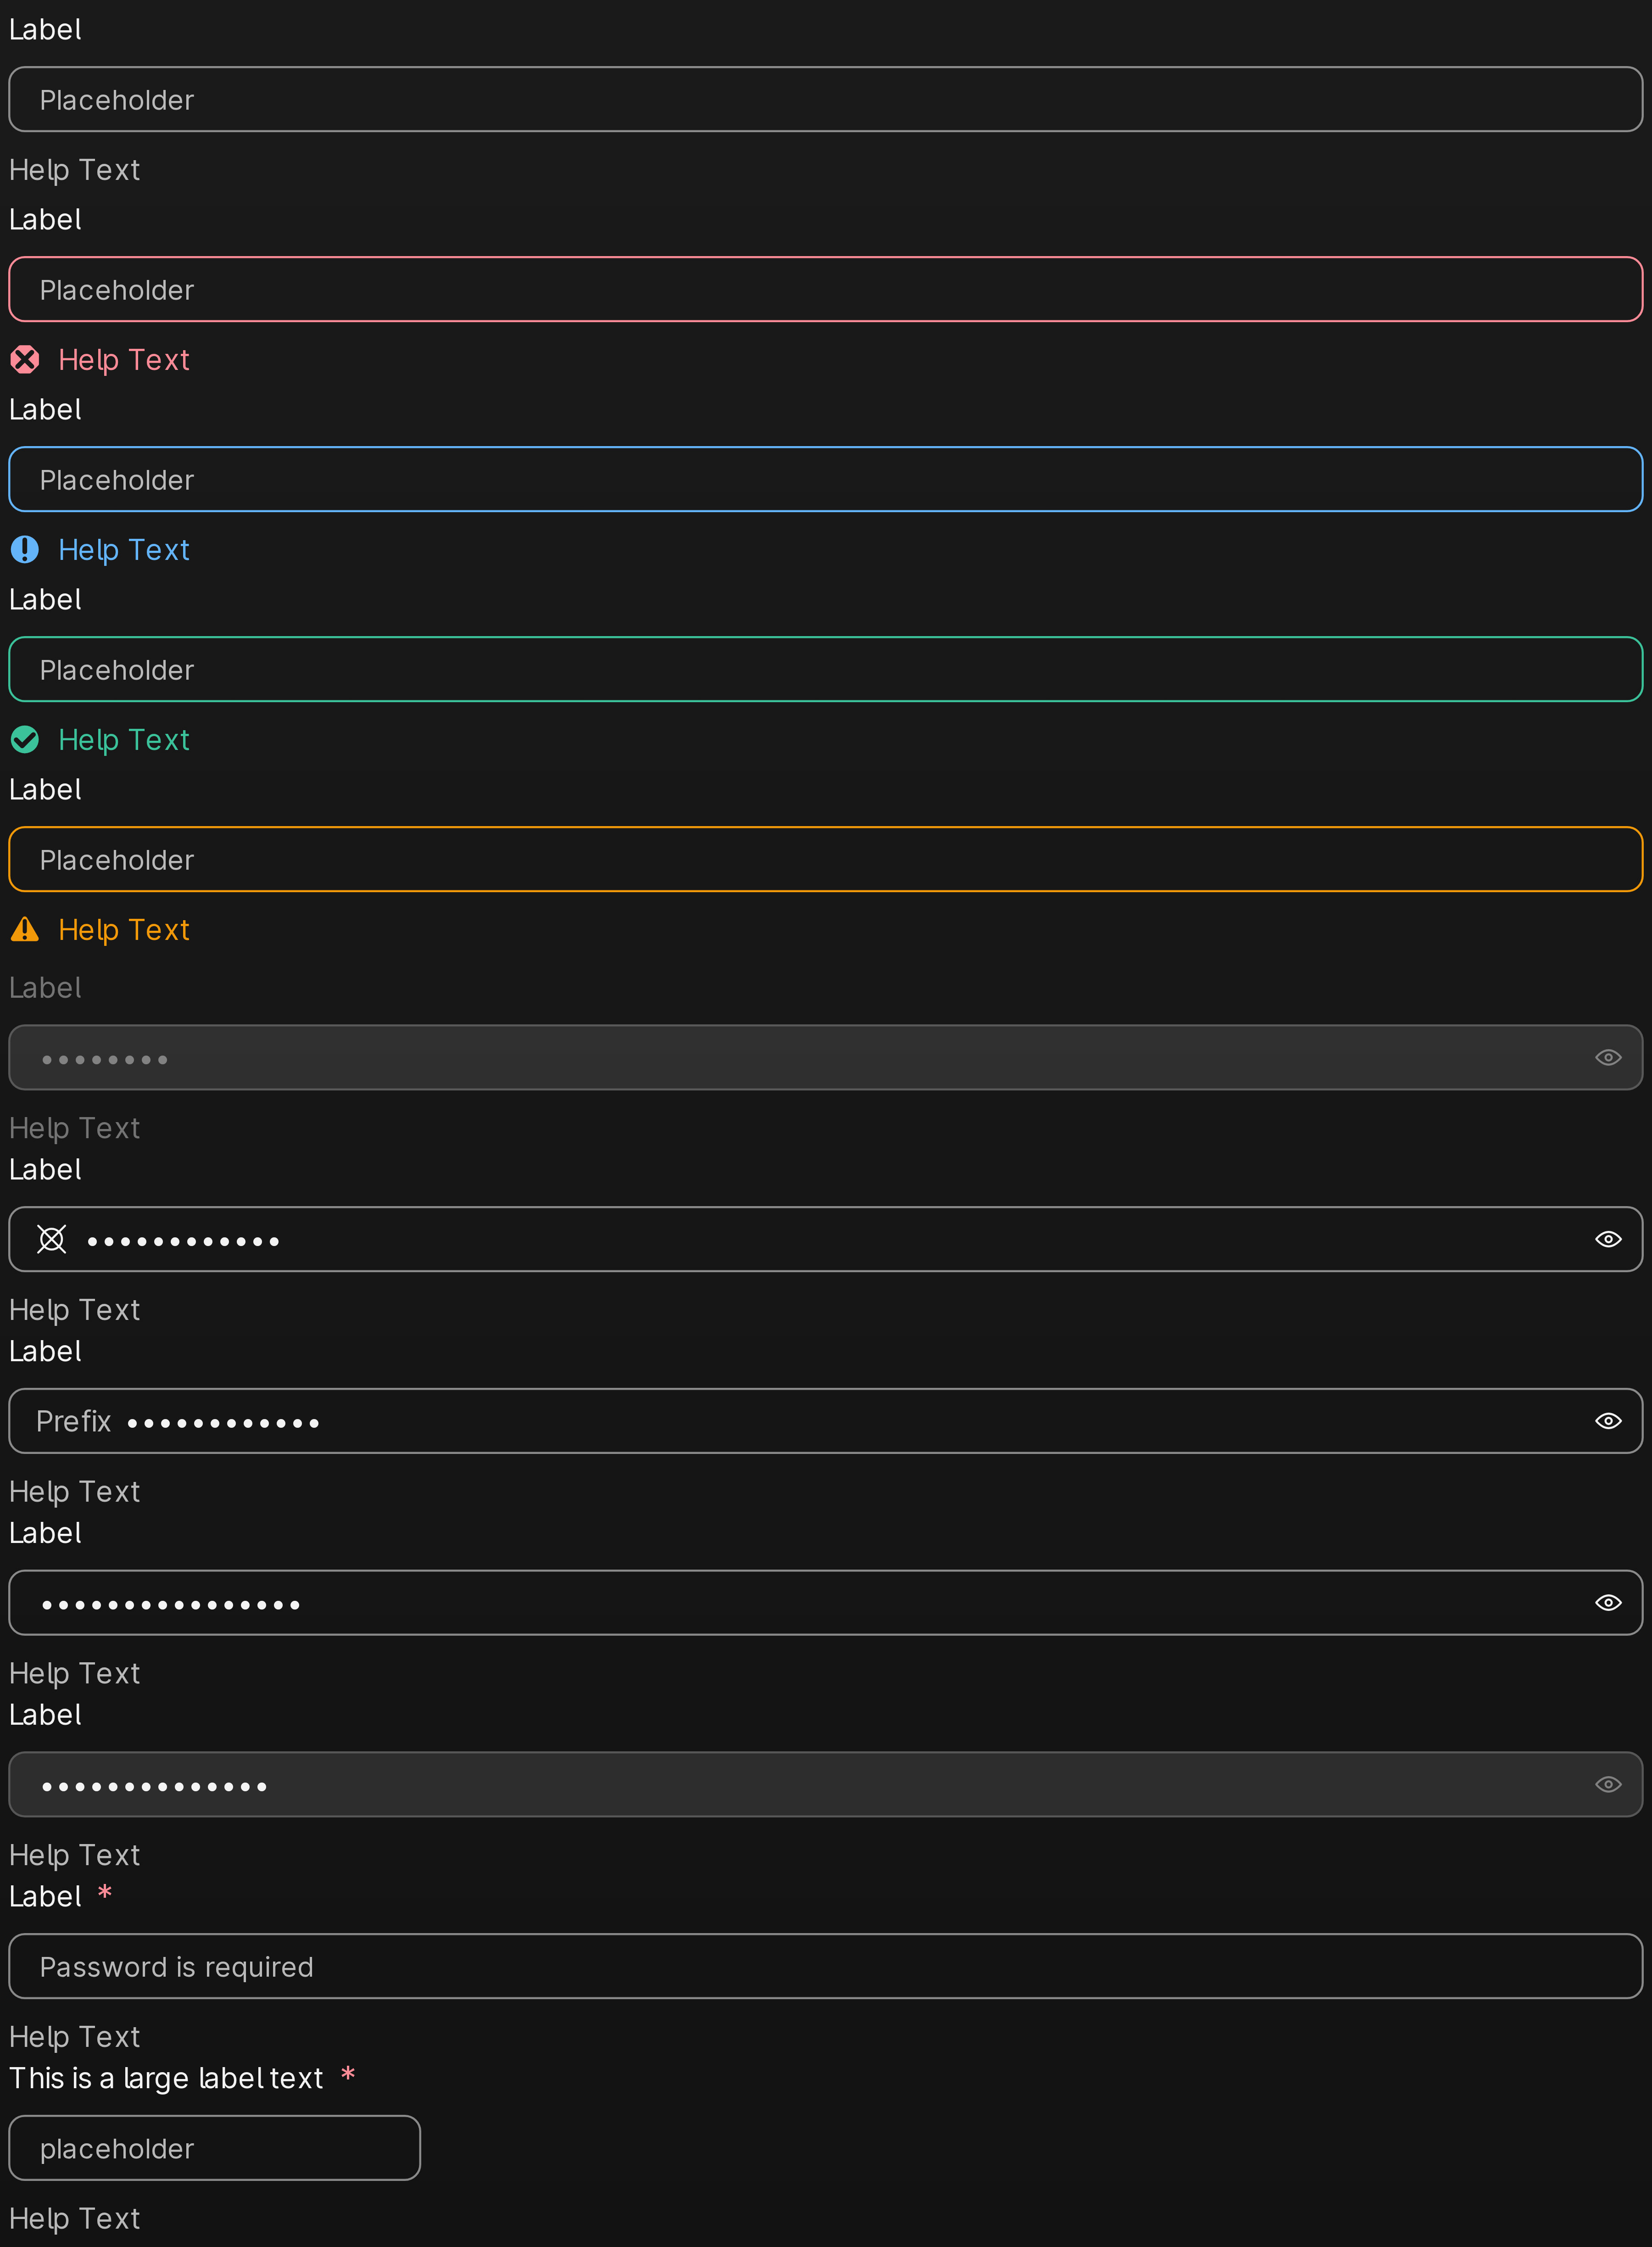 Label
Placeholder
Help Text
Label
Placeholder
Help Text
Label
Placeholder
Help Text
Label
Placeholder
Help Text
Label
Placeholder
Help Text
Label
••••••••
Help Text
Label
••••••••••••
Help Text
Label
Prefix ••••••••••••
Help Text
Label
••••••••••••••••
Help Text
Label
••••••••••••••
Help Text
Label *
Password is required
Help Text
This is a large label text *
placeholder
Help Text